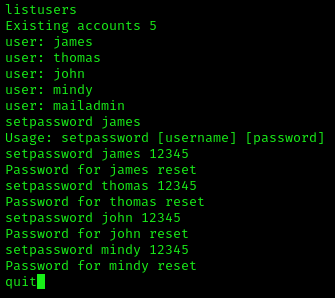 listusers
Existing accounts 5
user: james
user: thomas
user: john
user: mindy
user: mailadmin
setpassword james
Usage: setpassword [username] [password]
setpassword james 12345
Password for james reset
setpassword thomas 12345
Password for thomas reset
setpassword john 12345
Password for john reset
setpassword mindy 12345
Password for mindy reset
quit